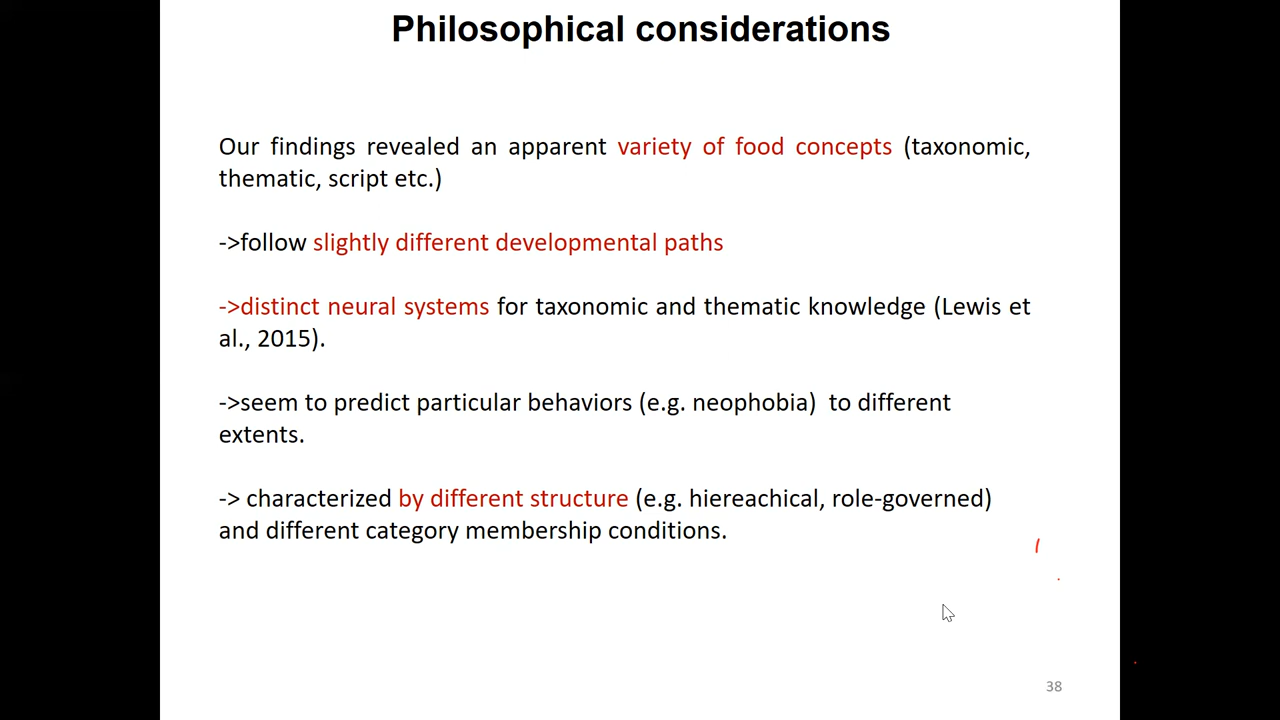 Philosophical considerations
Our findings revealed an apparent variety of food concepts (taxonomic,
thematic, script etc.)
->follow slightly different developmental paths
->distinct neural systems for taxonomic and thematic knowledge (Lewis et
al., 2015).
->seem to predict particular behaviors (e.g. neophobia)  to different
extents.
-> characterized by different structure (e.g. hiereachical, role-governed)
and different category membership conditions.
38